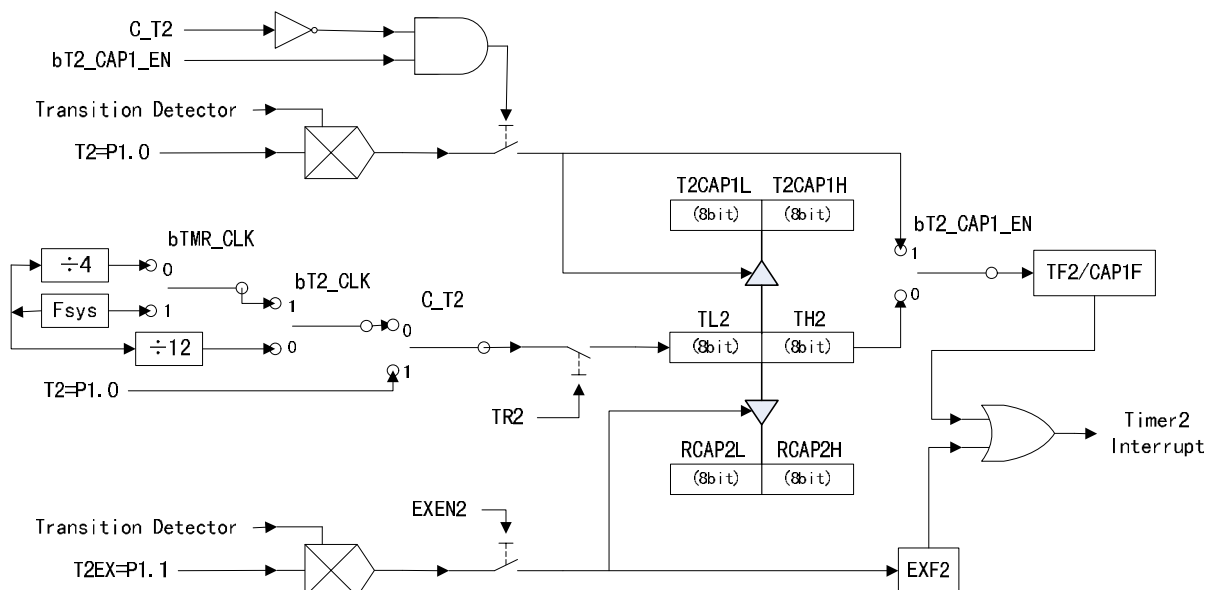 C_T2
bT2_CAP1_EN
Transition Detector
T2=P1.0
T2CAP1L T2CAP1H
(8bit) (8bit)
bT2_CAP1_EN
1
0
TF2/CAP1F
bTMR_CLK
÷4
0
Fsys
1
÷12
bT2_CLK
1
0
C_T2
0
1
T2=P1.0
TR2
TL2 TH2
(8bit) (8bit)
RCAP2L RCAP2H
(8bit) (8bit)
Timer2
Interrupt
EXEN2
Transition Detector
T2EX=P1.1
EXF2